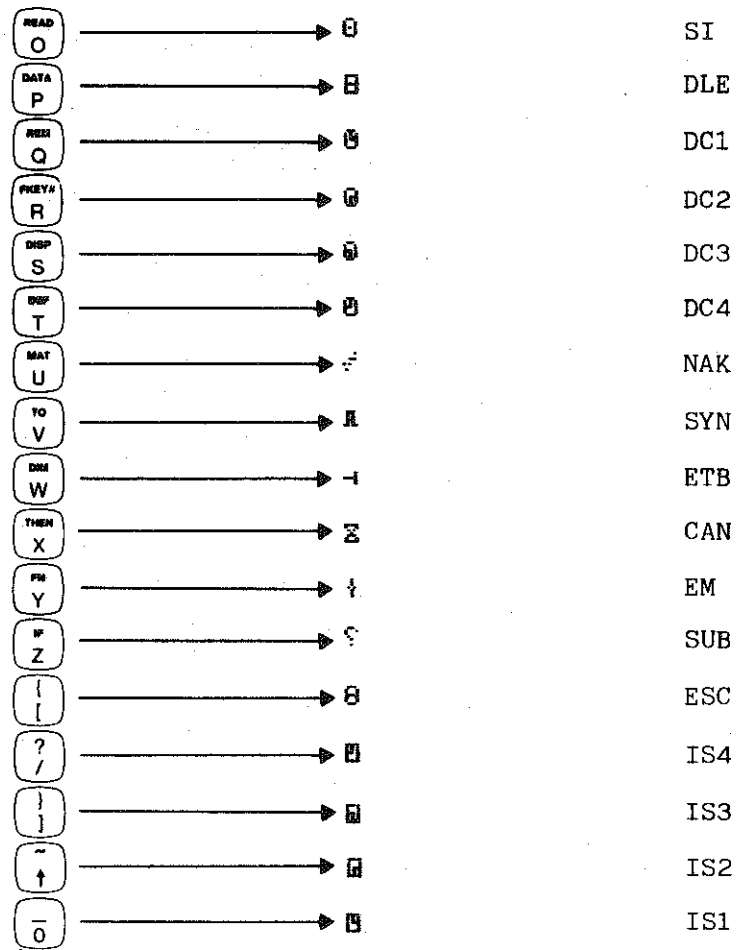 READ
O SI
DATA
P DLE
REM
Q DC1
FKEY#
R DC2
DISP
S DC3
DEF
T DC4
MAT
U NAK
TO
V SYN
DIM
W ETB
THEN
X CAN
FN
Y EM
IF
Z SUB
{
[ ESC
?
/ IS4
}
] IS3
~
↑ IS2
_
0 IS1